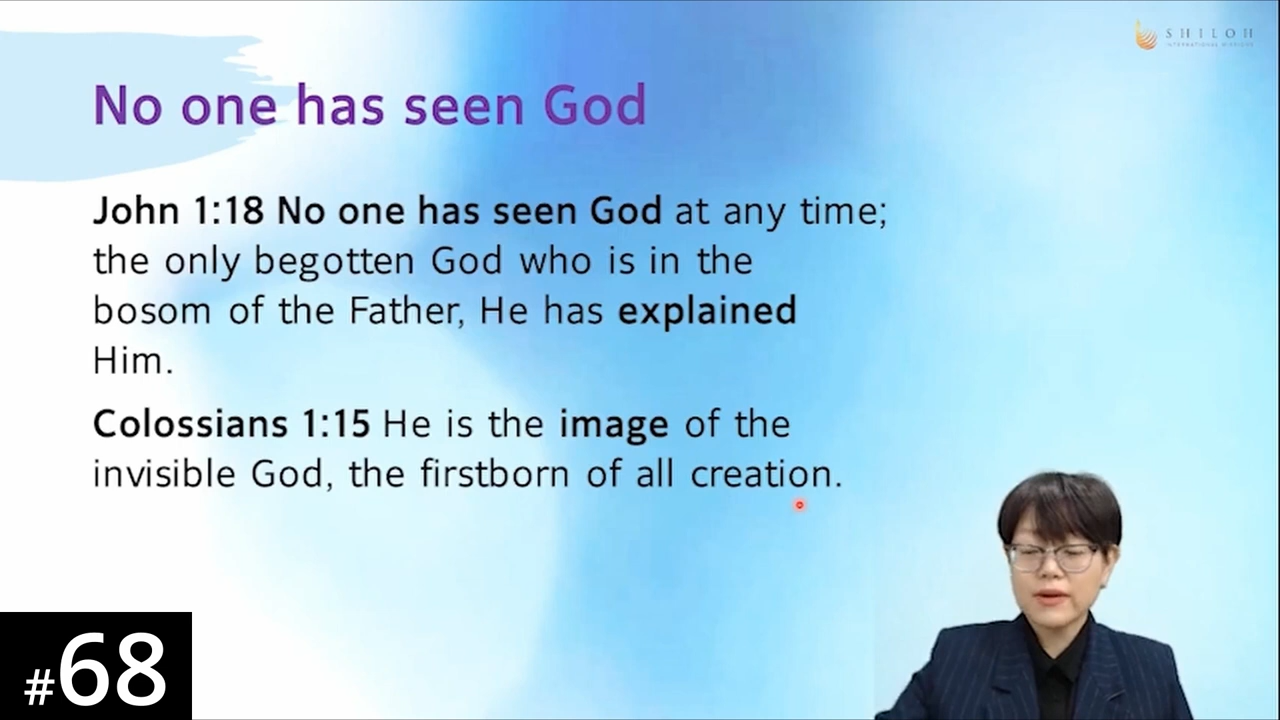 SHILOH
INTERNATIONAL MISSIONS
No one has seen God
John 1:18 No one has seen God at any time;
the only begotten God who is in the
bosom of the Father, He has explained
Him.
Colossians 1:15 He is the image of the
invisible God, the firstborn of all creation.
#68